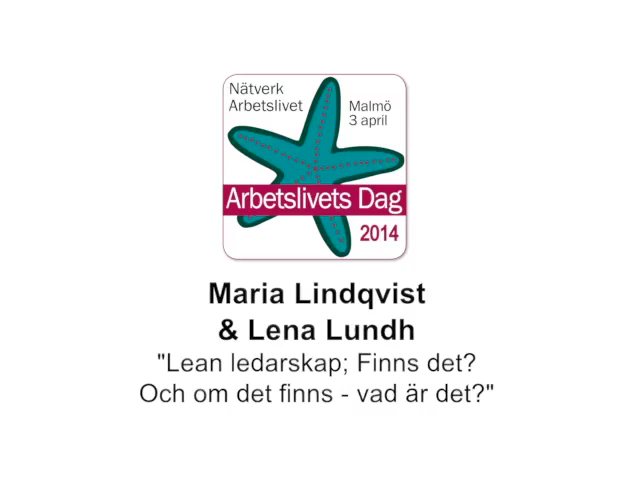 Nätverk
Arbetslivet
Malmö
3 april
Arbetslivets Dag
2014
Maria Lindqvist
& Lena Lundh
"Lean ledarskap; Finns det?
Och om det finns - vad är det?"